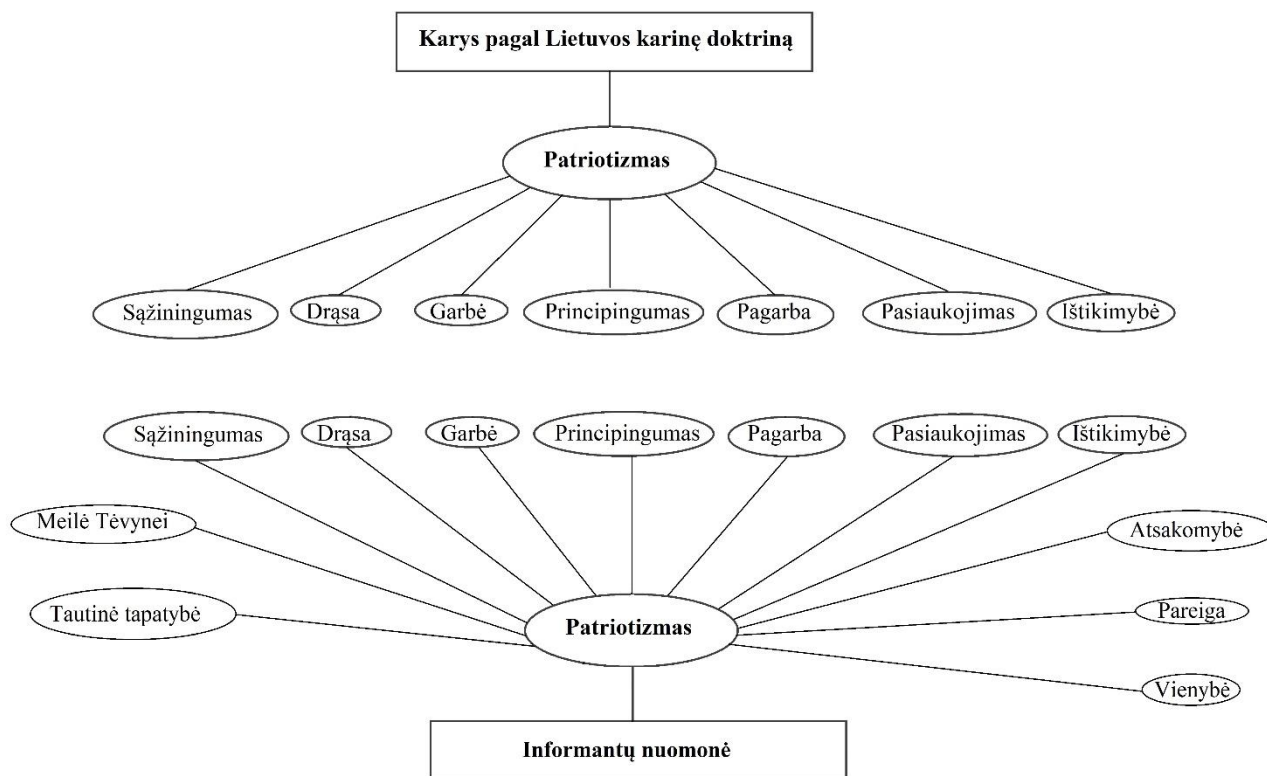 Karys pagal Lietuvos karinę doktriną
Patriotizmas
Sąžiningumas
Drąsa
Garbė
Principingumas
Pagarba
Pasiaukojimas
Ištikimybė
Sąžiningumas
Drąsa
Garbė
Principingumas
Pagarba
Pasiaukojimas
Ištikimybė
Meilė Tėvynei
Atsakomybė
Tautinė tapatybė
Patriotizmas
Pareiga
Vienybė
Informantų nuomonė